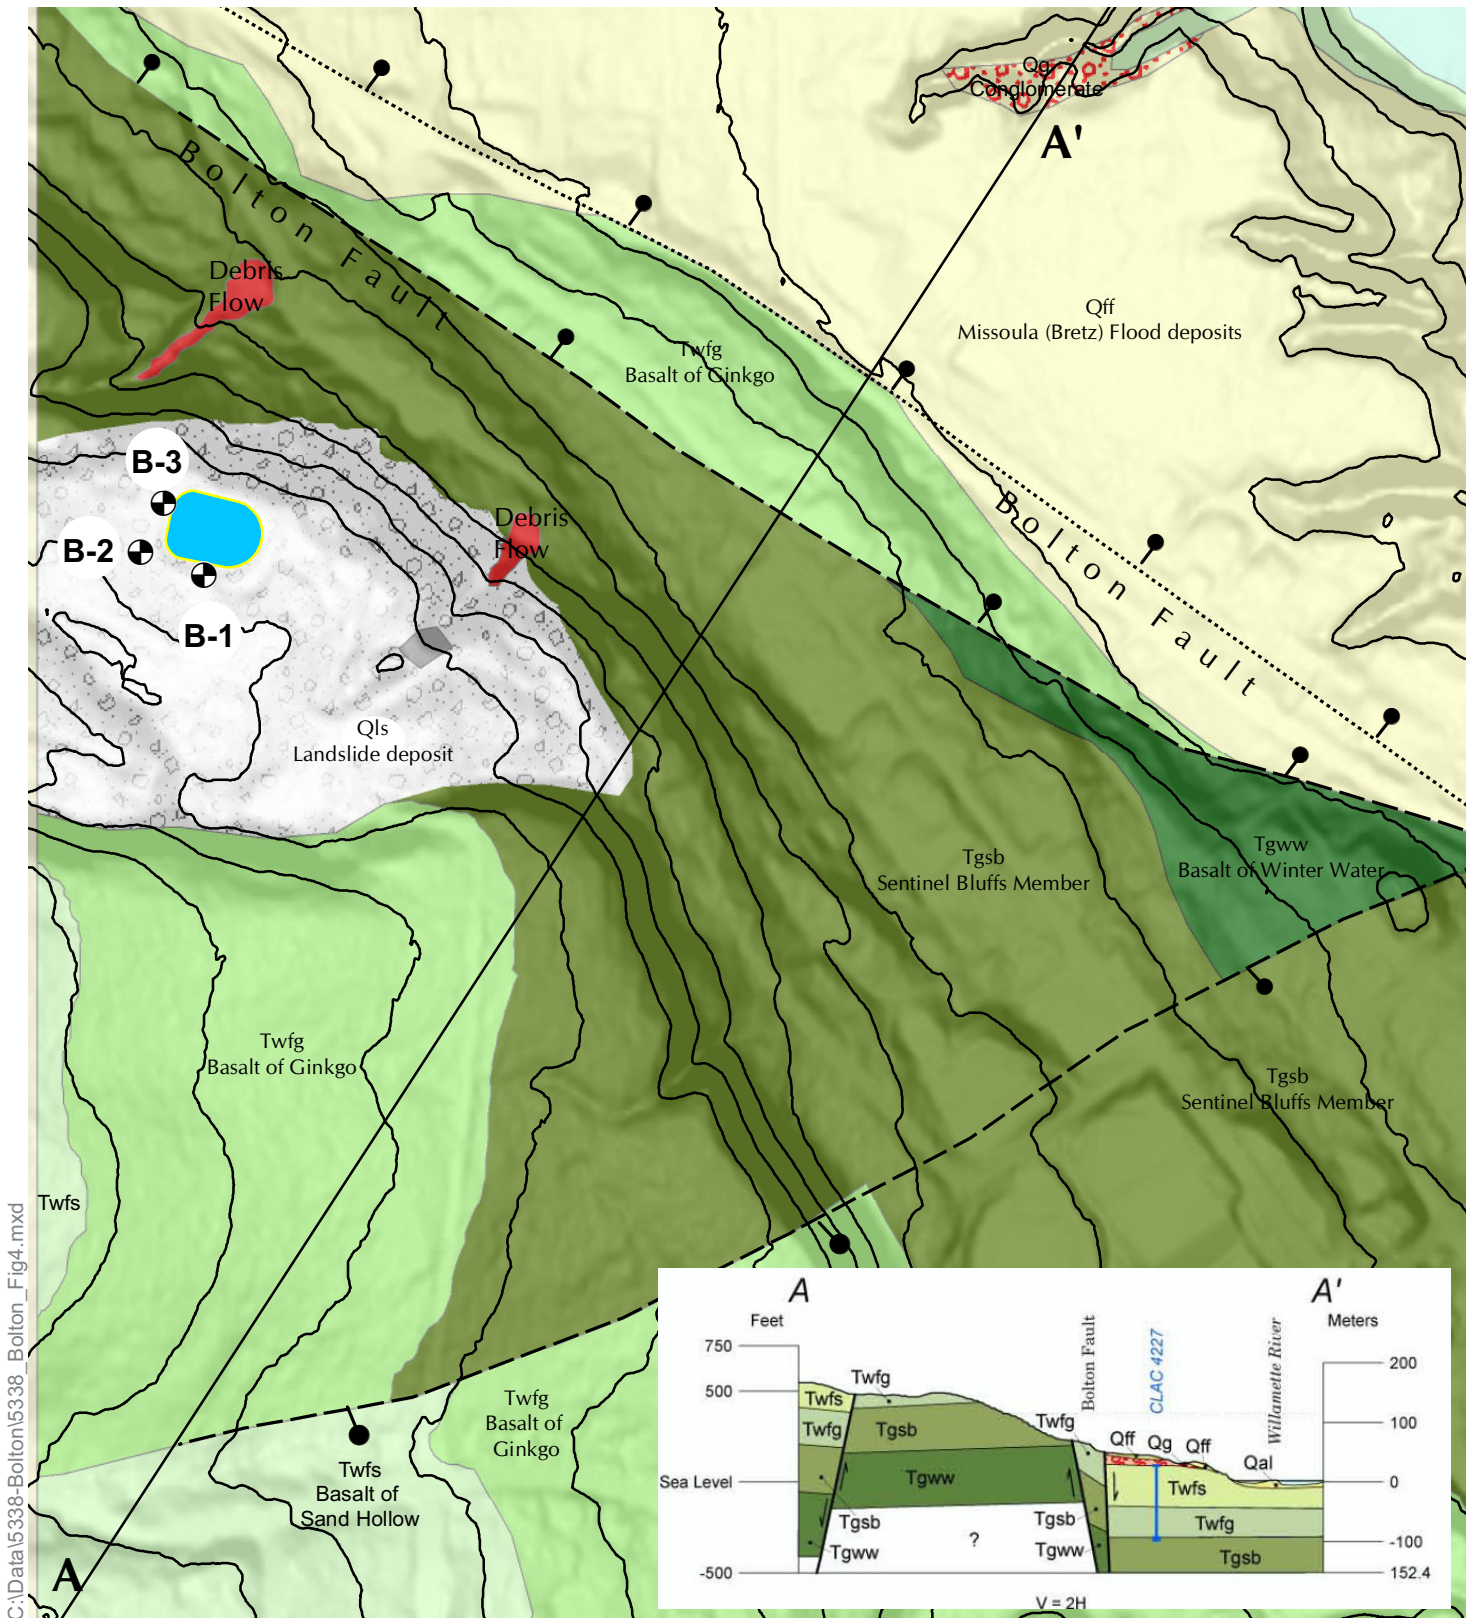 Qg
Conglomerate
A'
Bolton Fault
Debris
Flow
Qff
Missoula (Bretz) Flood deposits
Twfg
Basalt of Ginkgo
B-3
B-2
B-1
Debris
Flow
Bolton Fault
Qls
Landslide deposit
Tgww
Basalt of Winter Water
Tgsb
Sentinel Bluffs Member
Twfg
Basalt of Ginkgo
Tgsb
Sentinel Bluffs Member
Twfs
Twfg
Basalt of
Ginkgo
Twfs
Basalt of
Sand Hollow
A
C:\Data\5338-Bolton\5338_Bolton_Fig4.mxd
A
A'
Feet
Bolton Fault
CLAC 4227
Willamette River
Meters
750
200
Twfg
500
Twfs
Twfg
100
Twfg
Tgsb
Qff
Qg
Qff
Qal
Sea Level
Tgww
Twfs
0
Tgsb
Tgsb
Twfg
?
Tgww
Tgww
-100
Tgsb
-500
152.4
V = 2H